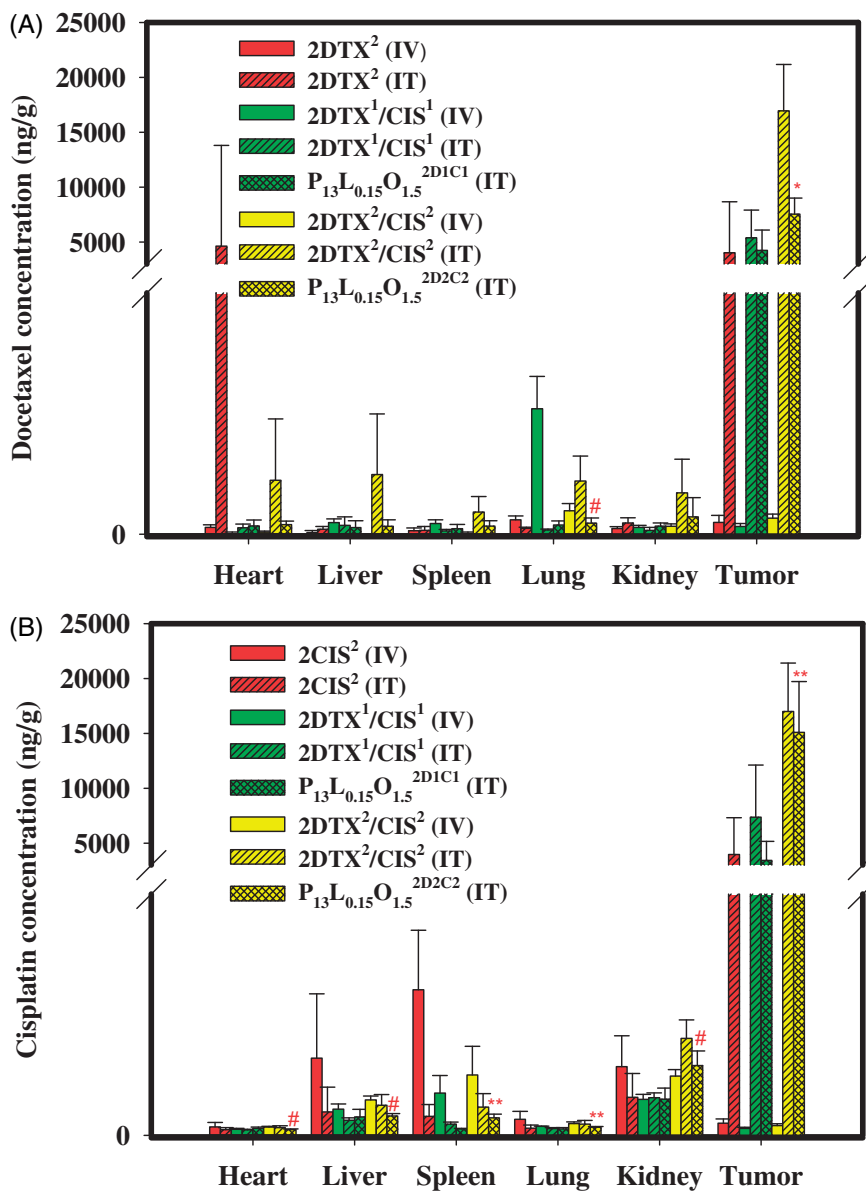 (A)
Docetaxel concentration (ng/g)
25000
20000
15000
10000
5000
0
2DTX² (IV)
2DTX² (IT)
2DTX¹/CIS¹ (IV)
2DTX¹/CIS¹ (IT)
P₁₃L₀.₁₅O₁.₅²ᴰ¹ᶜ¹ (IT)
2DTX²/CIS² (IV)
2DTX²/CIS² (IT)
P₁₃L₀.₁₅O₁.₅²ᴰ²ᶜ² (IT)
*
#
Heart Liver Spleen Lung Kidney Tumor
(B)
Cisplatin concentration (ng/g)
25000
20000
15000
10000
5000
0
2CIS² (IV)
2CIS² (IT)
2DTX¹/CIS¹ (IV)
2DTX¹/CIS¹ (IT)
P₁₃L₀.₁₅O₁.₅²ᴰ¹ᶜ¹ (IT)
2DTX²/CIS² (IV)
2DTX²/CIS² (IT)
P₁₃L₀.₁₅O₁.₅²ᴰ²ᶜ² (IT)
**
# # ** ** #
Heart Liver Spleen Lung Kidney Tumor